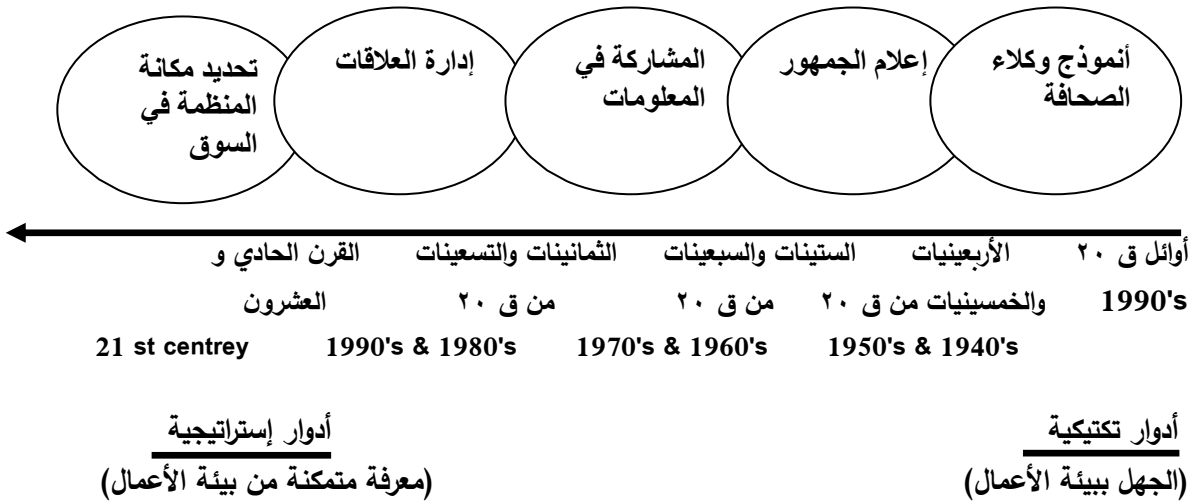 أنموذج وكلاء
الصحافة
إعلام الجمهور
المشاركة في
المعلومات
إدارة العلاقات
تحديد مكانة
المنظمة في
السوق
أوائل ق ٢٠
1990's
الأربعينيات
والخمسينيات من ق ٢٠
1950's & 1940's
الستينات والسبعينات
من ق ٢٠
1970's & 1960's
الثمانينات والتسعينات
من ق ٢٠
1990's & 1980's
القرن الحادي و
العشرون
21 st centrey
أدوار تكتيكية
(الجهل ببيئة الأعمال)
أدوار إستراتيجية
(معرفة متمكنة من بيئة الأعمال)